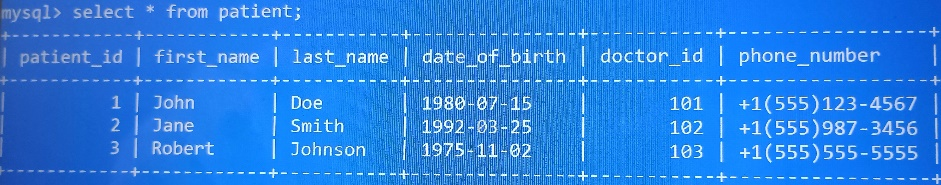 mysql> select * from patient;
+------------+------------+-----------+---------------+-----------+-----------------+
| patient_id | first_name | last_name | date_of_birth | doctor_id | phone_number    |
+------------+------------+-----------+---------------+-----------+-----------------+
|          1 | John       | Doe       | 1980-07-15    |       101 | +1(555)123-4567 |
|          2 | Jane       | Smith     | 1992-03-25    |       102 | +1(555)987-3456 |
|          3 | Robert     | Johnson   | 1975-11-02    |       103 | +1(555)555-5555 |
+------------+------------+-----------+---------------+-----------+-----------------+